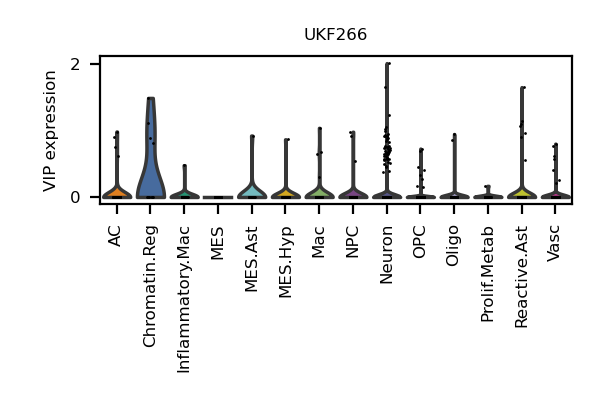 UKF266
VIP expression
2
0
AC
Chromatin.Reg
Inflammatory.Mac
MES
MES.Ast
MES.Hyp
Mac
NPC
Neuron
OPC
Oligo
Prolif.Metab
Reactive.Ast
Vasc